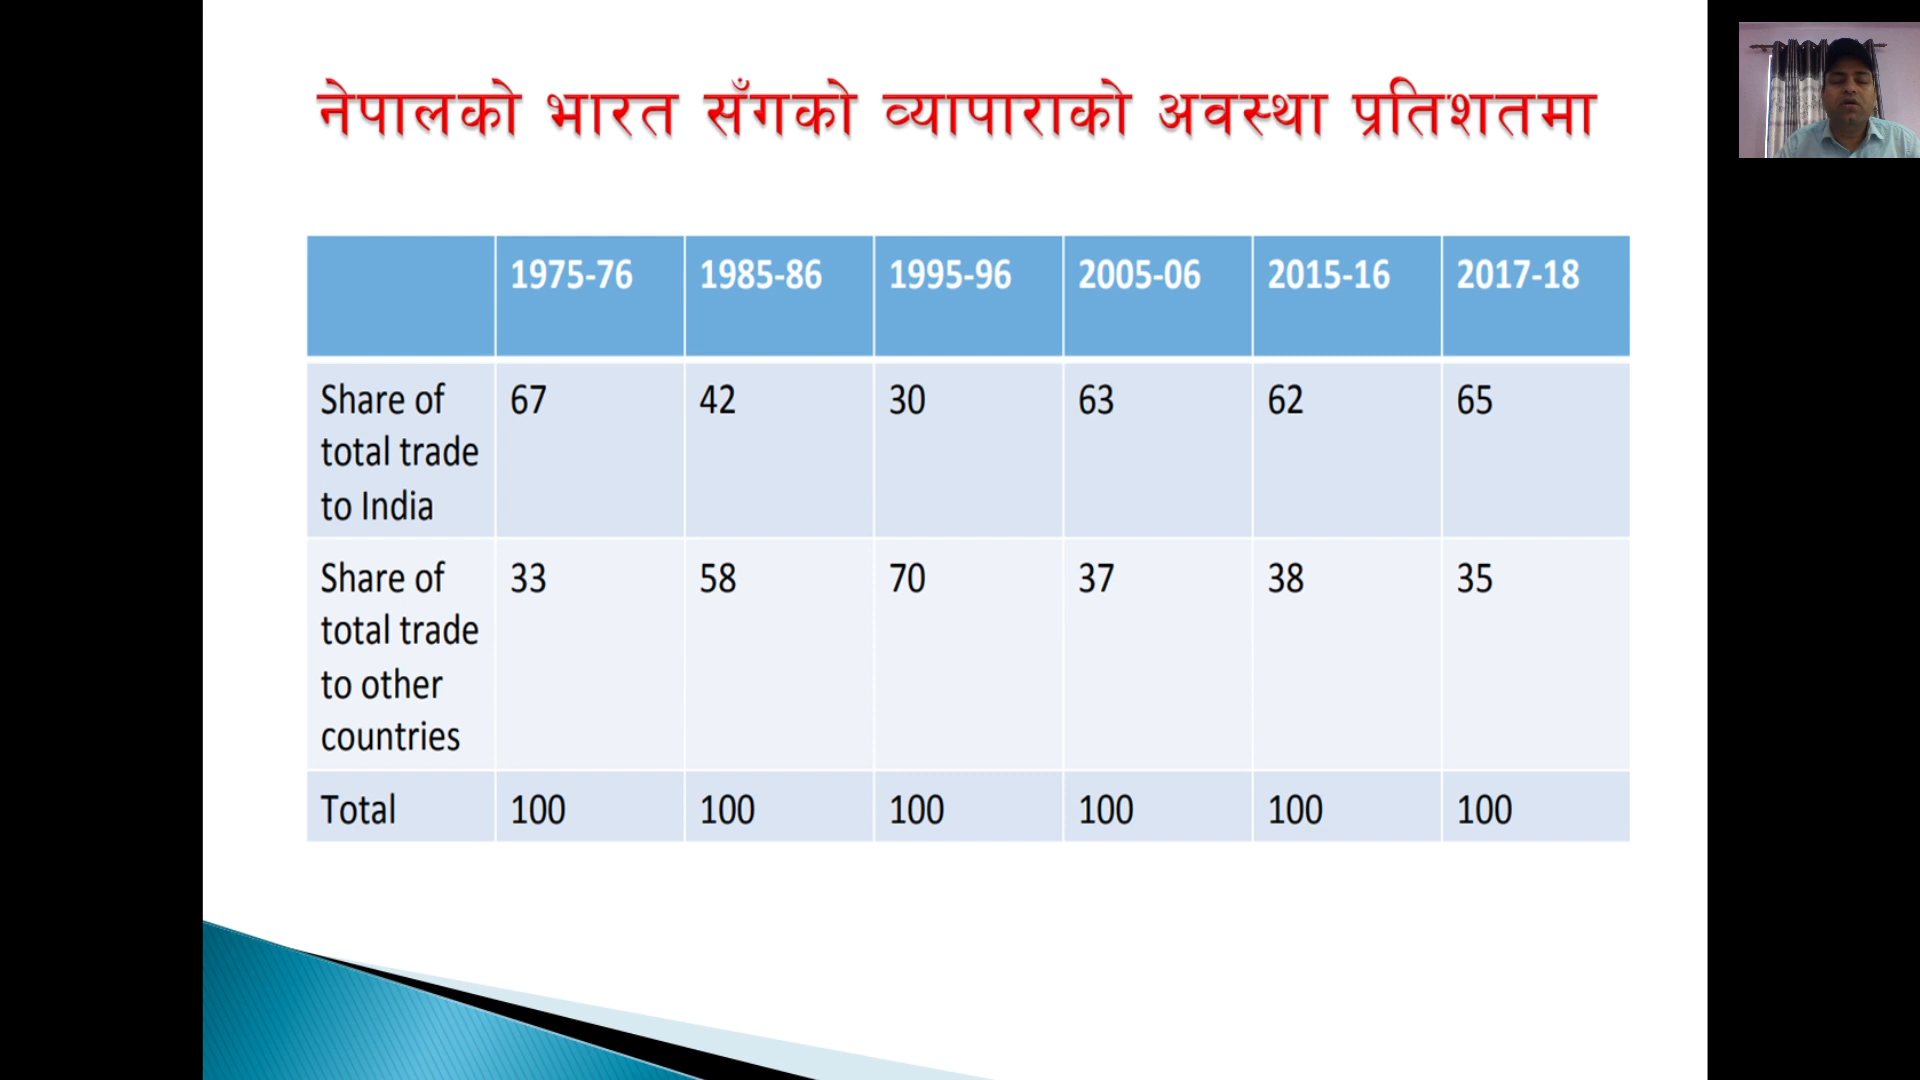 नेपालको भारत सँगको व्यापाराको अवस्था प्रतिशतमा
1975-76 1985-86 1995-96 2005-06 2015-16 2017-18
Share of total trade to India 67 42 30 63 62 65
Share of total trade to other countries 33 58 70 37 38 35
Total 100 100 100 100 100 100